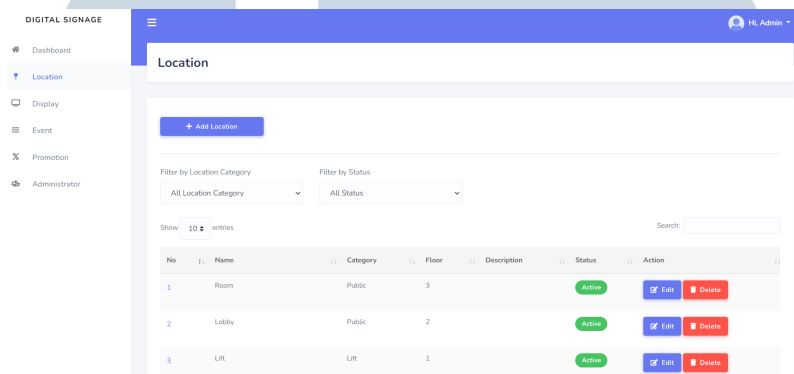 DIGITAL SIGNAGE
Hi, Admin
Dashboard
Location
Display
Event
Promotion
Administrator
Location
+ Add Location
Filter by Location Category Filter by Status
All Location Category All Status
Show 10 entries Search:
No Name Category Floor Description Status Action
1 Room Public 3 Active Edit Delete
2 Lobby Public 2 Active Edit Delete
3 Lift Lift 1 Active Edit Delete